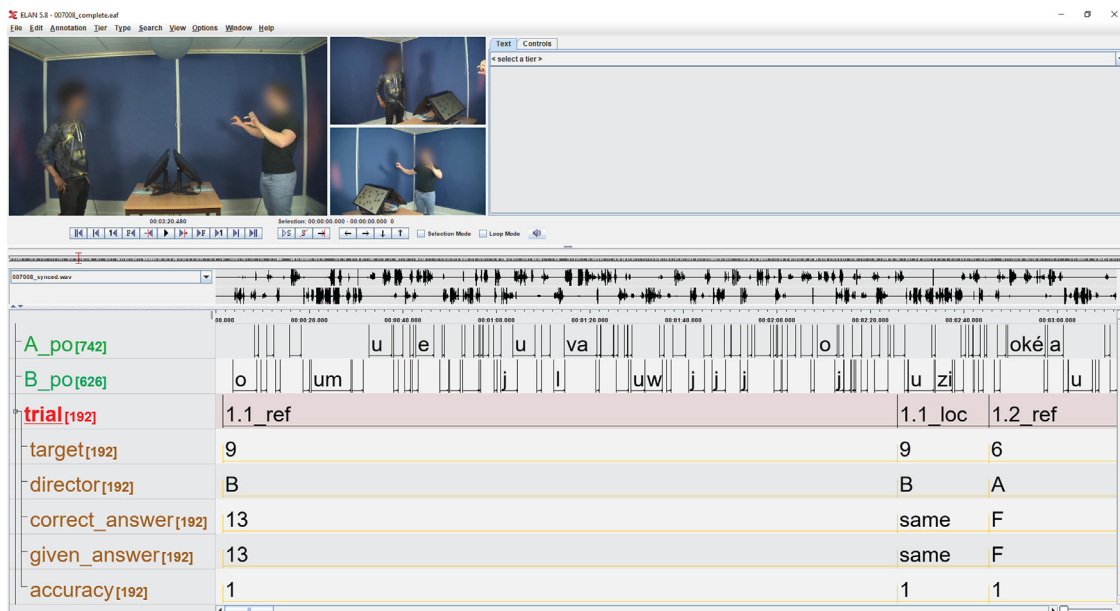 ELAN 5.8 - 007008_complete.eaf
File Edit Annotation Tier Type Search View Options Window Help
Text Controls
< select a tier >
00:03:20.480 Selection: 00:00:00.000 - 00:00:00.000 0
Selection Mode Loop Mode
007008_synced.wav
00.000 00:00:20.000 00:00:40.000 00:01:00.000 00:01:20.000 00:01:40.000 00:02:00.000 00:02:20.000 00:02:40.000 00:03:00.000
A_po[742] u e u va o oké a
B_po[626] o um j l u w j j j j u zi u
trial[192] 1.1_ref 1.1_loc 1.2_ref
target[192] 9 9 6
director[192] B B A
correct_answer[192] 13 same F
given_answer[192] 13 same F
accuracy[192] 1 1 1